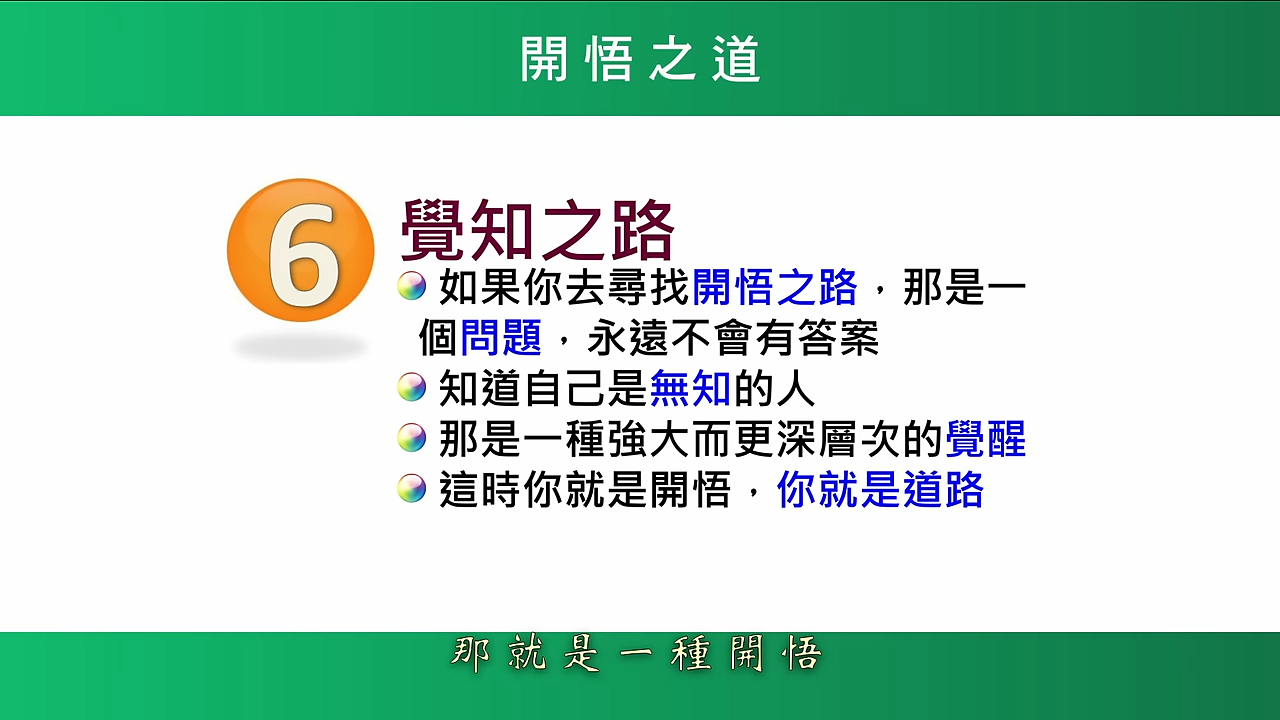 開悟之道
6
覺知之路
如果你去尋找開悟之路，那是一
個問題，永遠不會有答案
知道自己是無知的人
那是一種強大而更深層次的覺醒
這時你就是開悟，你就是道路
那就是一種開悟